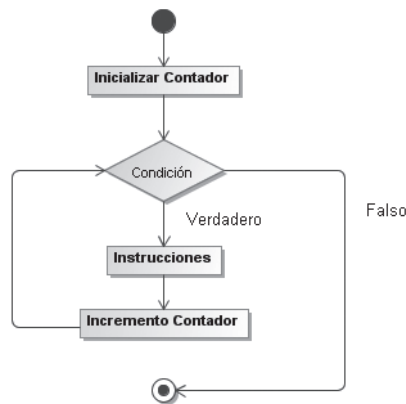 Inicializar Contador
Condición
Verdadero
Falso
Instrucciones
Incremento Contador